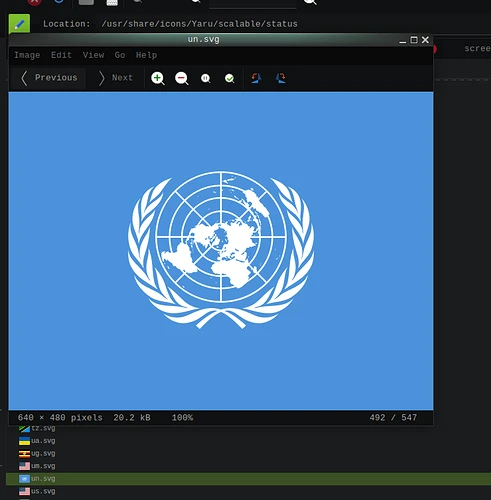 Location: /usr/share/icons/Yaru/scalable/status
un.svg
scree
Image Edit View Go Help
Previous Next
640 × 480 pixels 20.2 kB 100% 492 / 547
tz.svg
ua.svg
ug.svg
um.svg
un.svg
us.svg